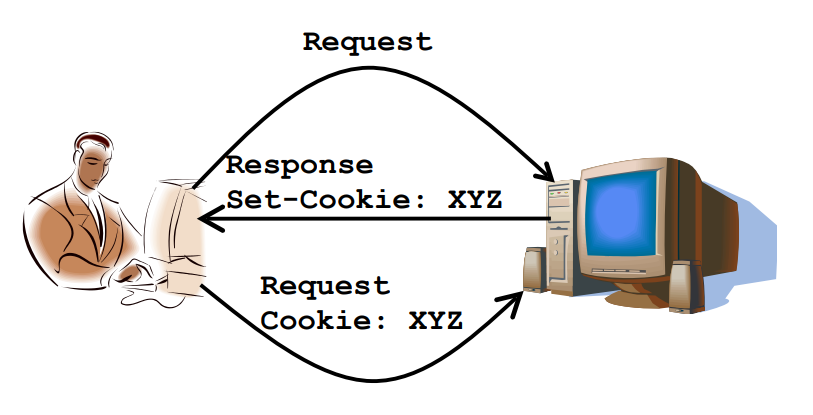 Request
Response
Set-Cookie: XYZ
Request
Cookie: XYZ